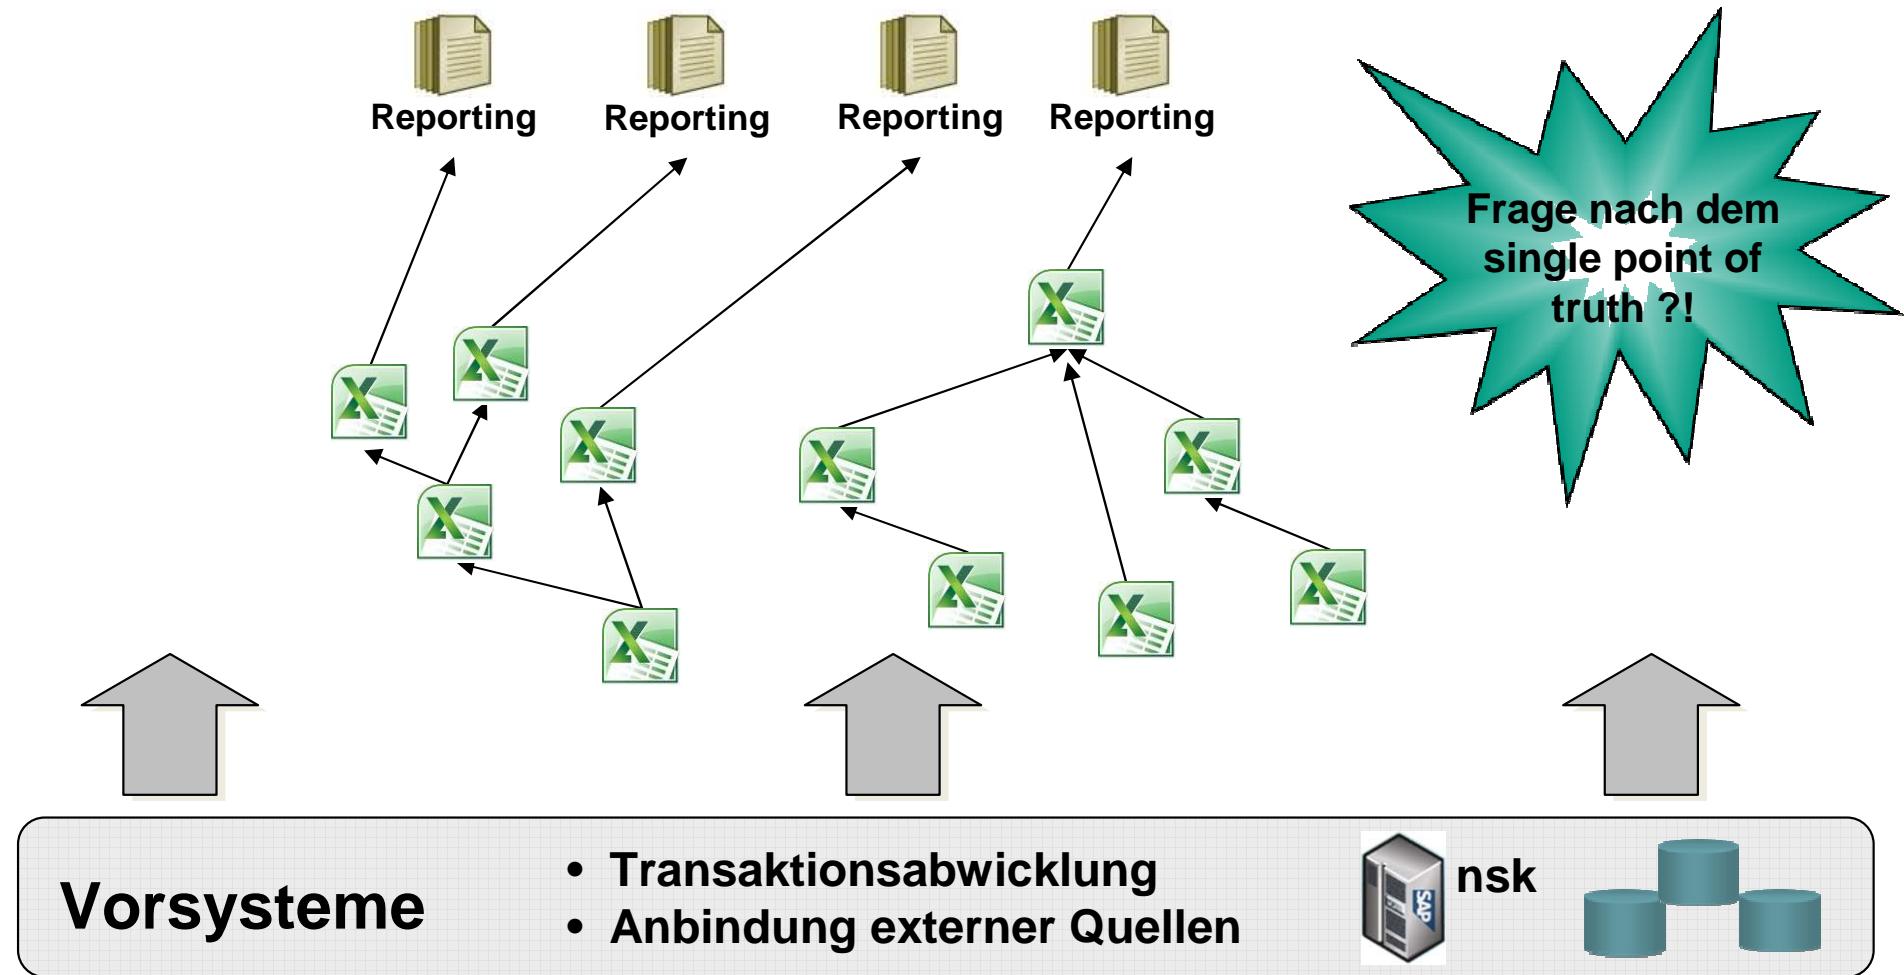 Reporting
Reporting
Reporting
Reporting
Frage nach dem
single point of
truth ?!
Vorsysteme
• Transaktionsabwicklung
• Anbindung externer Quellen
SAP
nsk